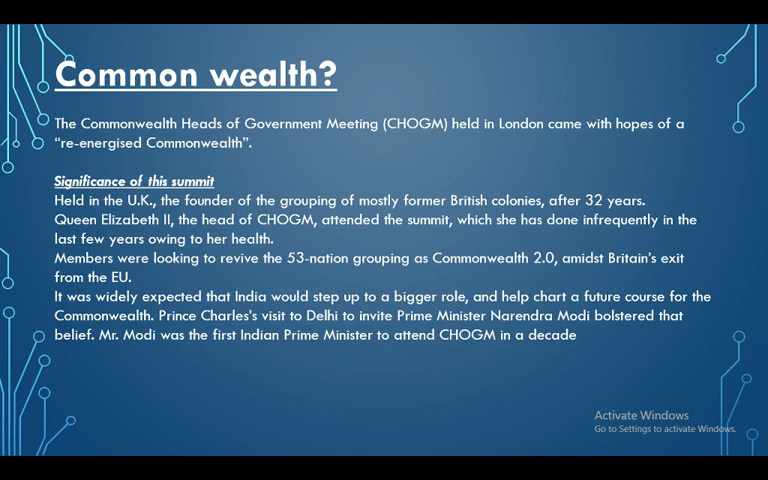 Common wealth?
The Commonwealth Heads of Government Meeting (CHOGM) held in London came with hopes of a
“re-energised Commonwealth”.
Significance of this summit
Held in the U.K., the founder of the grouping of mostly former British colonies, after 32 years.
Queen Elizabeth II, the head of CHOGM, attended the summit, which she has done infrequently in the
last few years owing to her health.
Members were looking to revive the 53-nation grouping as Commonwealth 2.0, amidst Britain’s exit
from the EU.
It was widely expected that India would step up to a bigger role, and help chart a future course for the
Commonwealth. Prince Charles’s visit to Delhi to invite Prime Minister Narendra Modi bolstered that
belief. Mr. Modi was the first Indian Prime Minister to attend CHOGM in a decade
Activate Windows
Go to Settings to activate Windows.